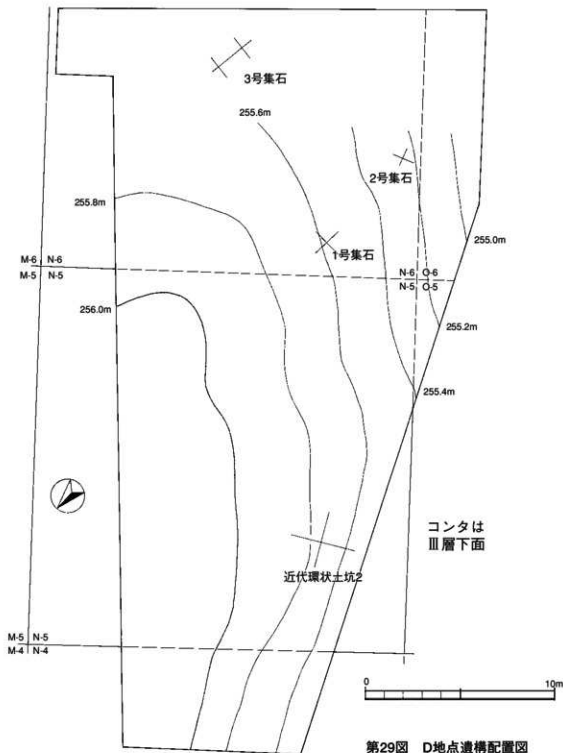 3号集石
255.6m
2号集石
255.8m
1号集石
255.0m
M-6 N-6
M-5 N-5
N-6 O-6
N-5 O-5
256.0m
255.2m
255.4m
コンタは
Ⅲ層下面
近代環状土坑2
M-5 N-5
M-4 N-4
0 10m
第29図 D地点遺構配置図